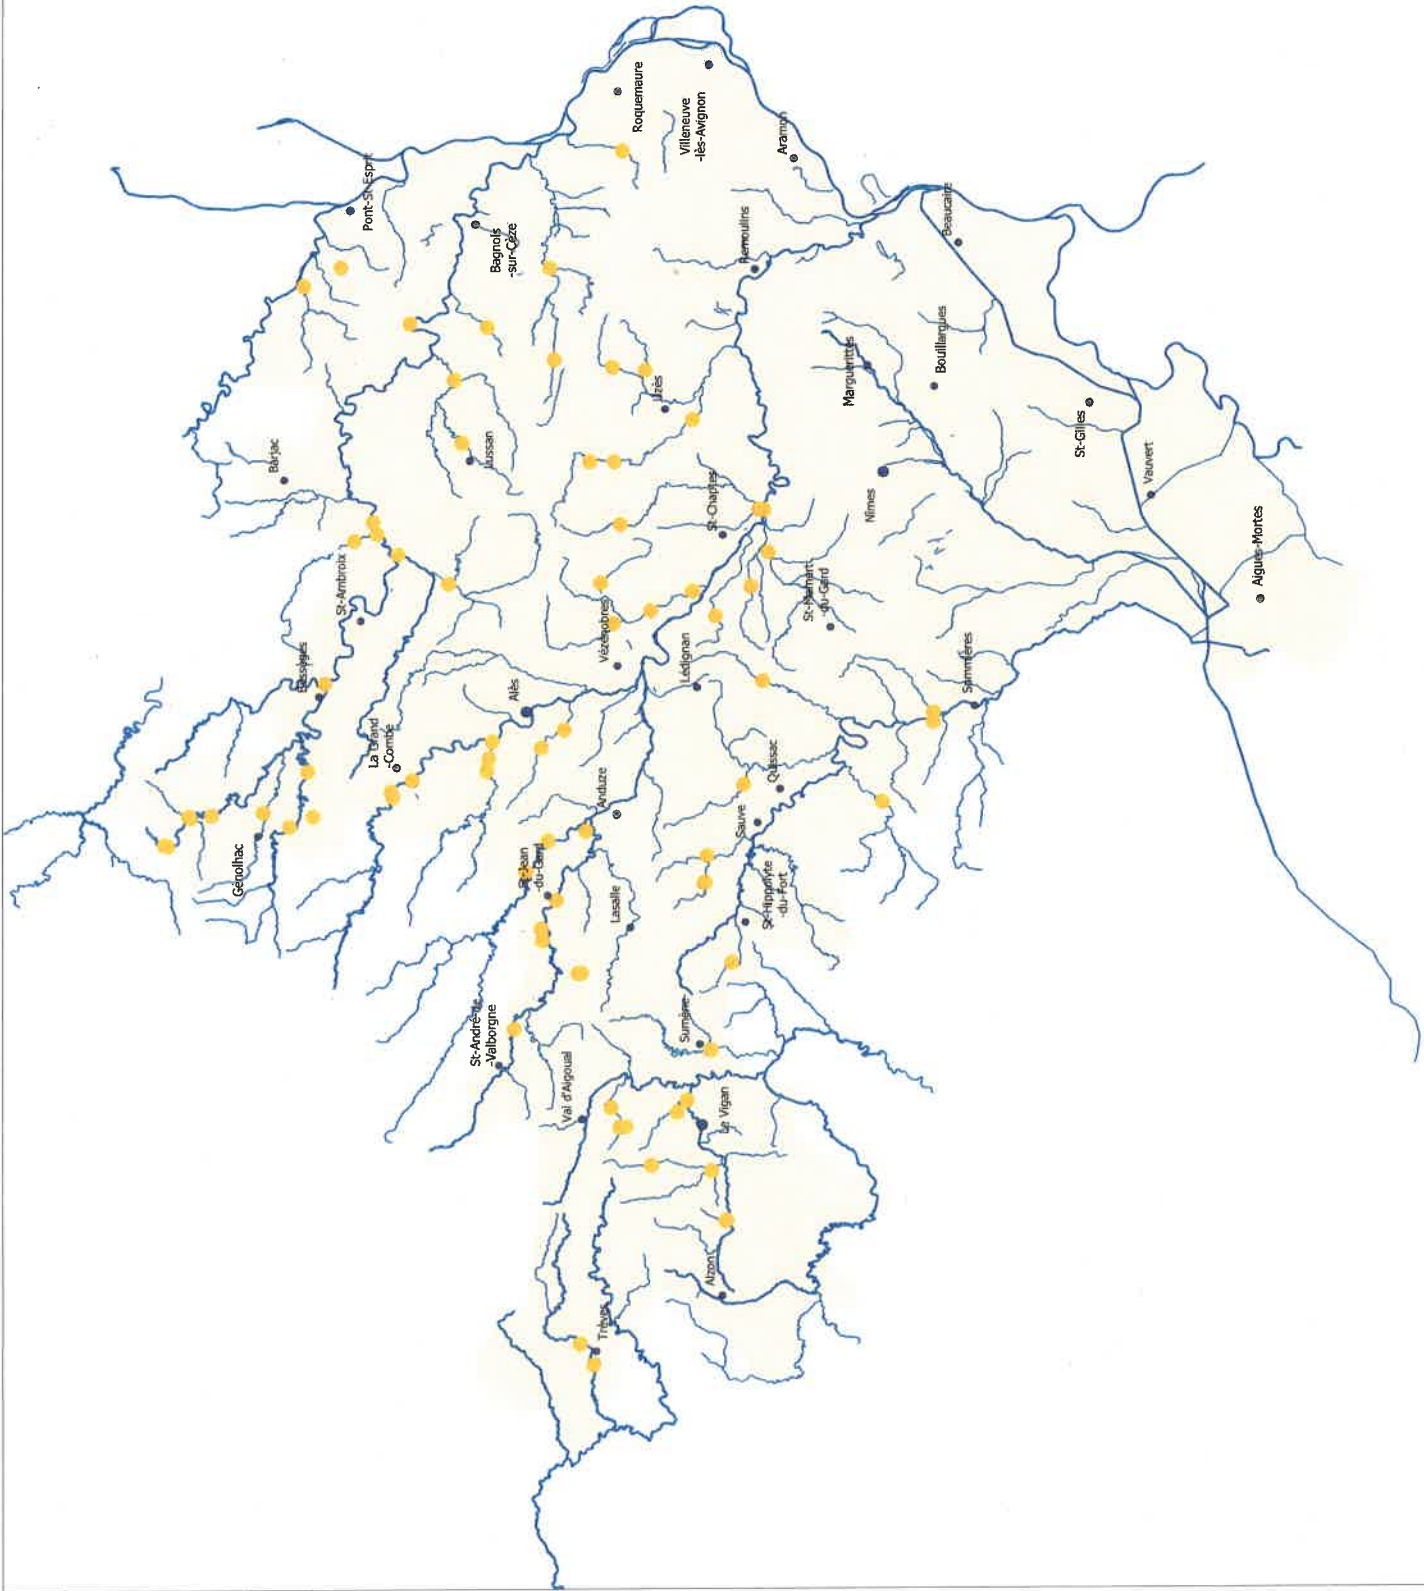 Génolhac
Bessèges
Barjac
St-Ambroix
Pont-St-Esprit
La Grand
-Combe
St-André-de
-Valborgne
St-Jean
-du-Gard
Alès
Lussan
Bagnols
-sur-Cèze
Trèves
Val d'Aigoual
Lasalle
Anduze
Vézénobres
Uzès
Roquemaure
Alzon
Le Vigan
Sumène
Lédignan
St-Chaptes
Villeneuve
-lès-Avignon
St-Hippolyte
-du-Fort
Sauve
Quissac
St-Mamert
-du-Gard
Remoulins
Aramon
Nîmes
Marguerittes
Sommières
Bouillargues
Beaucaire
St-Gilles
Vauvert
Aigues-Mortes